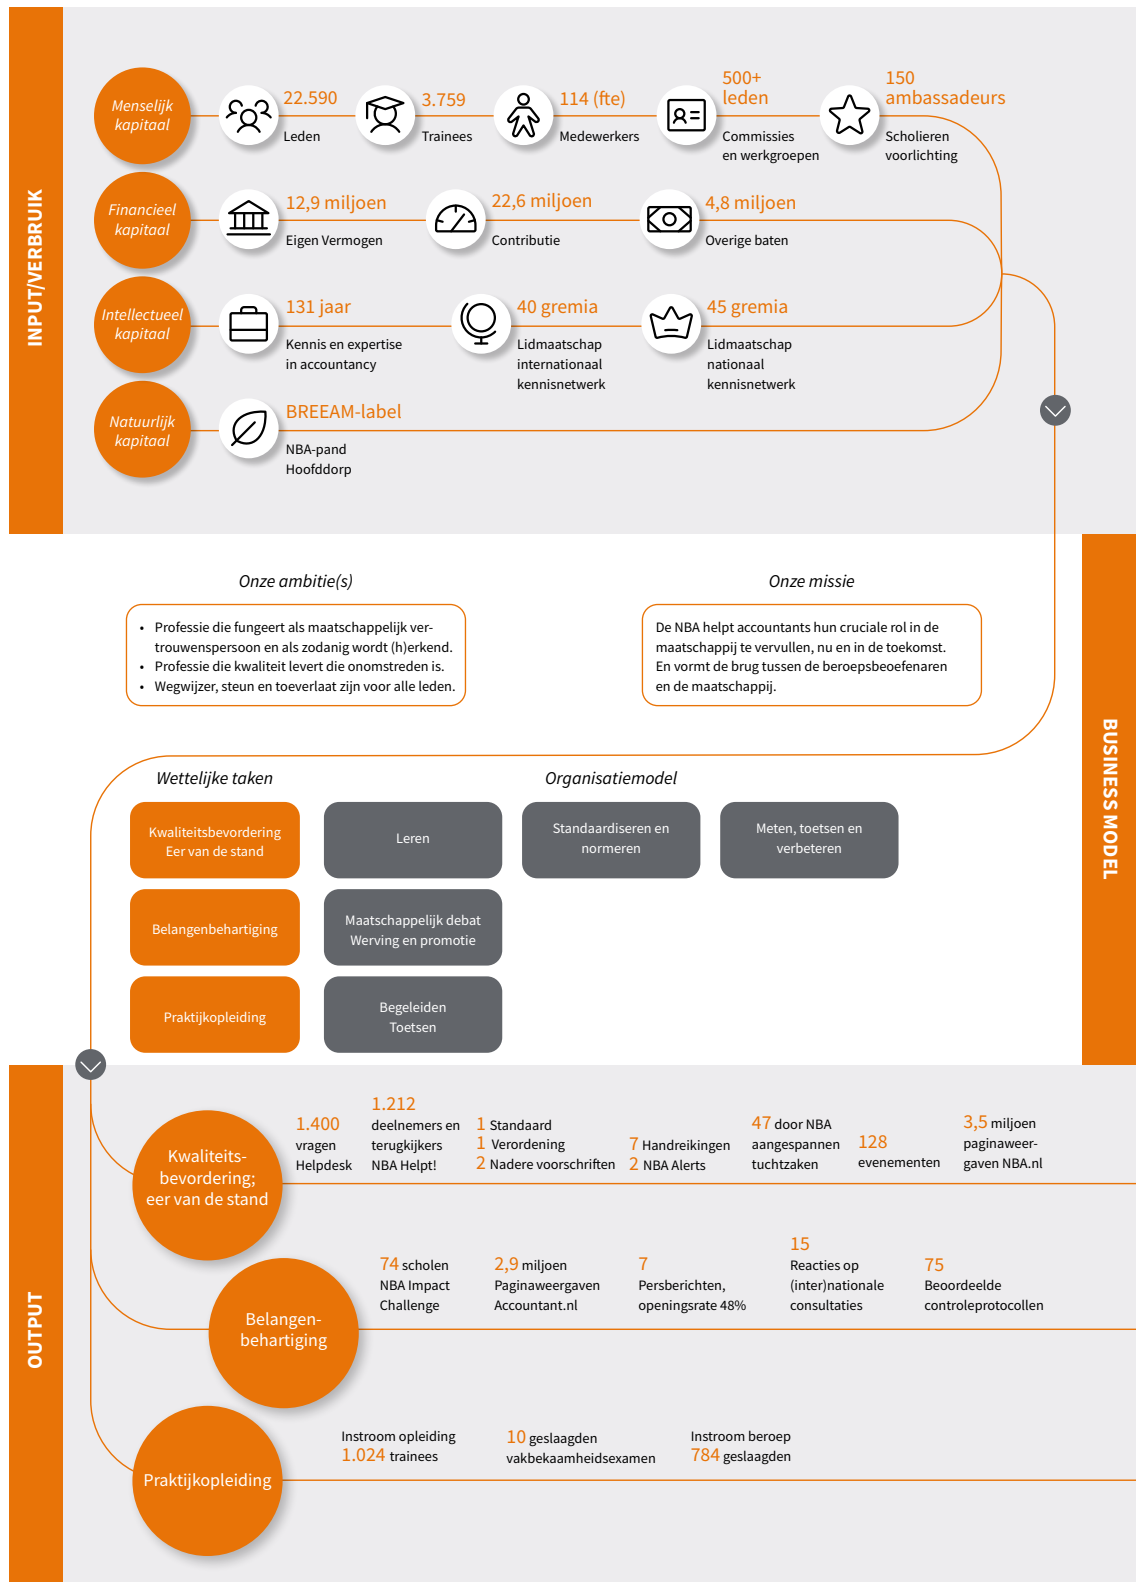 INPUT/VERBRUIK
Menselijk
kapitaal
22.590
Leden
3.759
Trainees
114 (fte)
Medewerkers
500+
leden
Commissies
en werkgroepen
150
ambassadeurs
Scholieren
voorlichting
Financieel
kapitaal
12,9 miljoen
Eigen Vermogen
22,6 miljoen
Contributie
4,8 miljoen
Overige baten
Intellectueel
kapitaal
131 jaar
Kennis en expertise
in accountancy
40 gremia
Lidmaatschap
internationaal
kennisnetwerk
45 gremia
Lidmaatschap
nationaal
kennisnetwerk
Natuurlijk
kapitaal
BREEAM-label
NBA-pand
Hoofddorp
BUSINESS MODEL
Onze ambitie(s)
• Professie die fungeert als maatschappelijk ver-
trouwenspersoon en als zodanig wordt (h)erkend.
• Professie die kwaliteit levert die onomstreden is.
• Wegwijzer, steun en toeverlaat zijn voor alle leden.
Onze missie
De NBA helpt accountants hun cruciale rol in de
maatschappij te vervullen, nu en in de toekomst.
En vormt de brug tussen de beroepsbeoefenaren
en de maatschappij.
Wettelijke taken
Organisatiemodel
Kwaliteitsbevordering
Eer van de stand
Leren
Standaardiseren en
normeren
Meten, toetsen en
verbeteren
Belangenbehartiging
Maatschappelijk debat
Werving en promotie
Praktijkopleiding
Begeleiden
Toetsen
OUTPUT
Kwaliteits-
bevordering;
eer van de stand
1.400
vragen
Helpdesk
1.212
deelnemers en
terugkijkers
NBA Helpt!
1 Standaard
1 Verordening
2 Nadere voorschriften
7 Handreikingen
2 NBA Alerts
47 door NBA
aangespannen
tuchtzaken
128
evenementen
3,5 miljoen
paginaweer-
gaven NBA.nl
Belangen-
behartiging
74 scholen
NBA Impact
Challenge
2,9 miljoen
Paginaweergaven
Accountant.nl
7
Persberichten,
openingsrate 48%
15
Reacties op
(inter)nationale
consultaties
75
Beoordeelde
controleprotocollen
Praktijkopleiding
Instroom opleiding
1.024 trainees
10 geslaagden
vakbekaamheidsexamen
Instroom beroep
784 geslaagden